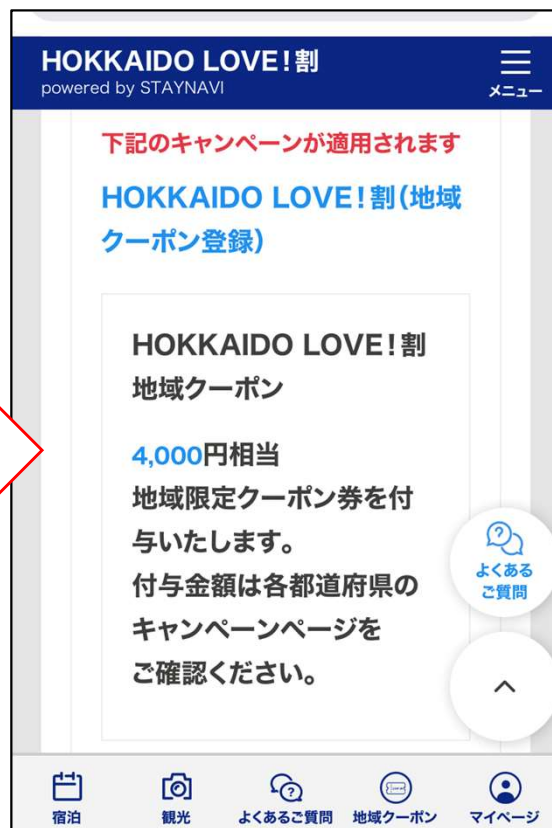 HOKKAIDO LOVE!割
powered by STAYNAVI
メニュー
下記のキャンペーンが適用されます
HOKKAIDO LOVE!割(地域
クーポン登録)
HOKKAIDO LOVE!割
地域クーポン
4,000円相当
地域限定クーポン券を付
与いたします。
付与金額は各都道府県の
キャンペーンページを
ご確認ください。
よくある
ご質問
宿泊
観光
よくあるご質問
地域クーポン
マイページ